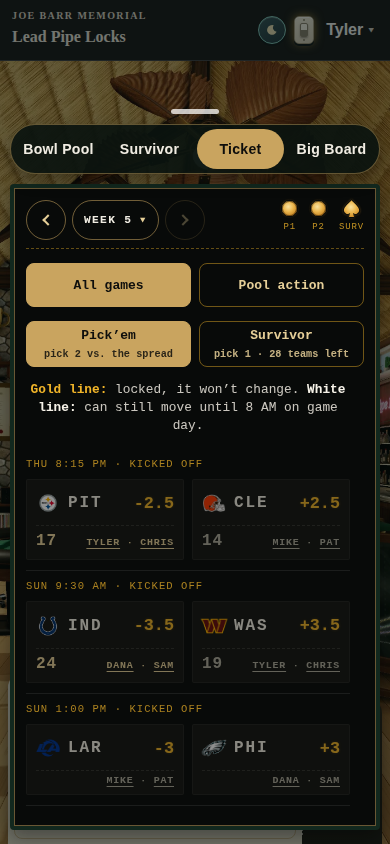 JOE BARR MEMORIAL
Lead Pipe Locks
Tyler ▾
Bowl Pool Survivor Ticket Big Board
WEEK 5 ▾
P1 P2 SURV
All games Pool action
Pick’em Survivor
pick 2 vs. the spread pick 1 · 28 teams left
Gold line: locked, it won’t change. White
line: can still move until 8 AM on game
day.
THU 8:15 PM · KICKED OFF
PIT -2.5 CLE +2.5
17 TYLER · CHRIS 14 MIKE · PAT
SUN 9:30 AM · KICKED OFF
IND -3.5 WAS +3.5
24 DANA · SAM 19 TYLER · CHRIS
SUN 1:00 PM · KICKED OFF
LAR -3 PHI +3
MIKE · PAT DANA · SAM